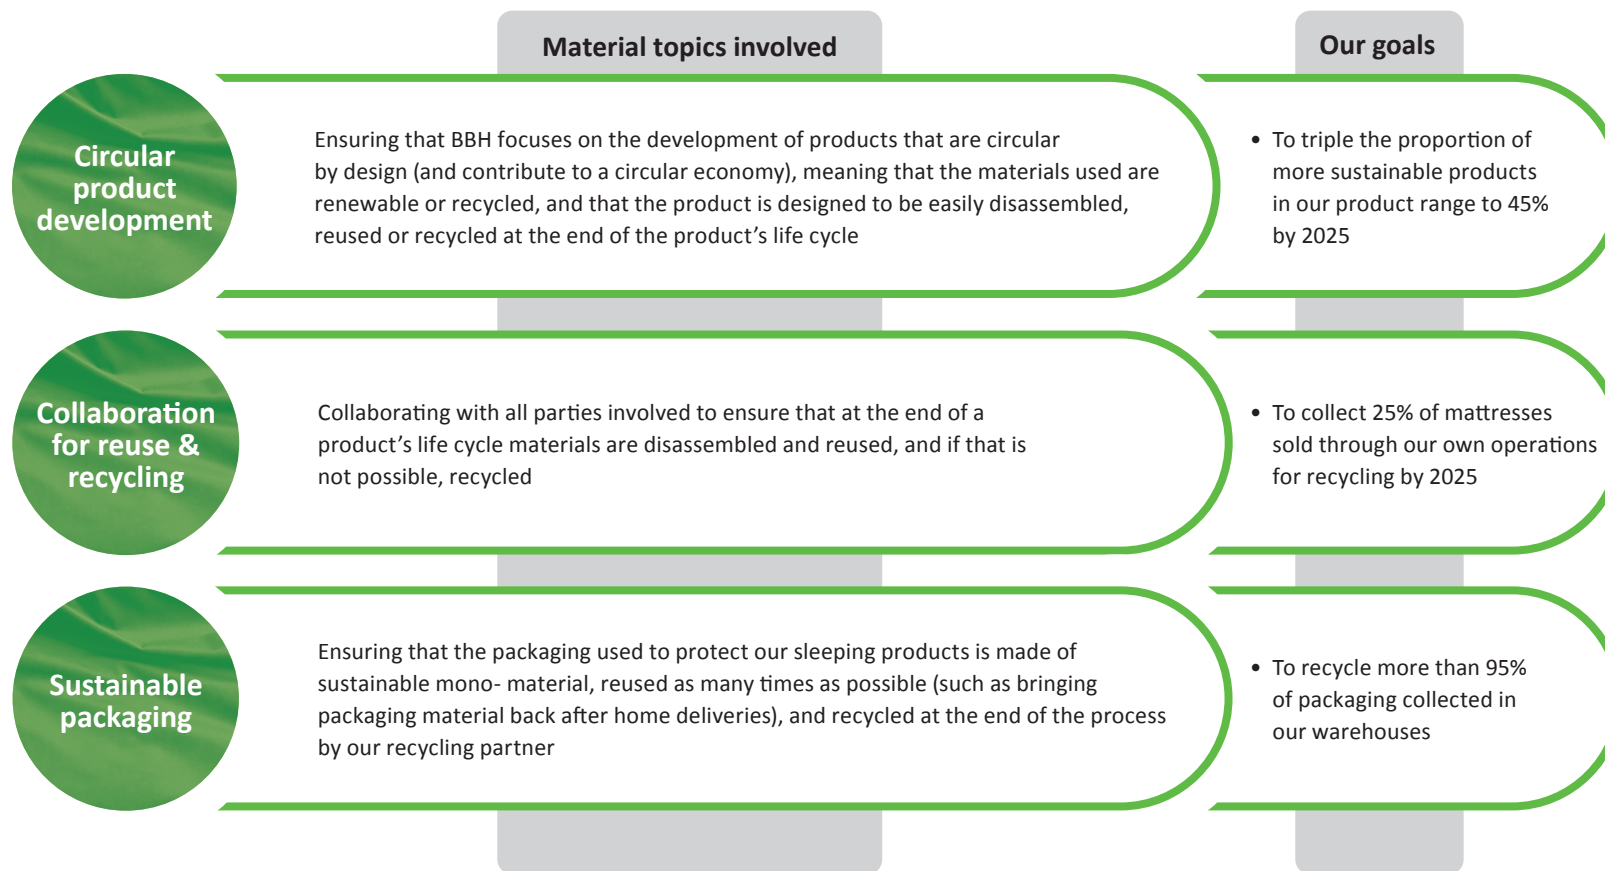 Material topics involved
Our goals
Circular
product
development
Ensuring that BBH focuses on the development of products that are circular
by design (and contribute to a circular economy), meaning that the materials used are
renewable or recycled, and that the product is designed to be easily disassembled,
reused or recycled at the end of the product's life cycle
• To triple the proportion of
more sustainable products
in our product range to 45%
by 2025
Collaboration
for reuse &
recycling
Collaborating with all parties involved to ensure that at the end of a
product's life cycle materials are disassembled and reused, and if that is
not possible, recycled
• To collect 25% of mattresses
sold through our own operations
for recycling by 2025
Sustainable
packaging
Ensuring that the packaging used to protect our sleeping products is made of
sustainable mono- material, reused as many times as possible (such as bringing
packaging material back after home deliveries), and recycled at the end of the process
by our recycling partner
• To recycle more than 95%
of packaging collected in
our warehouses